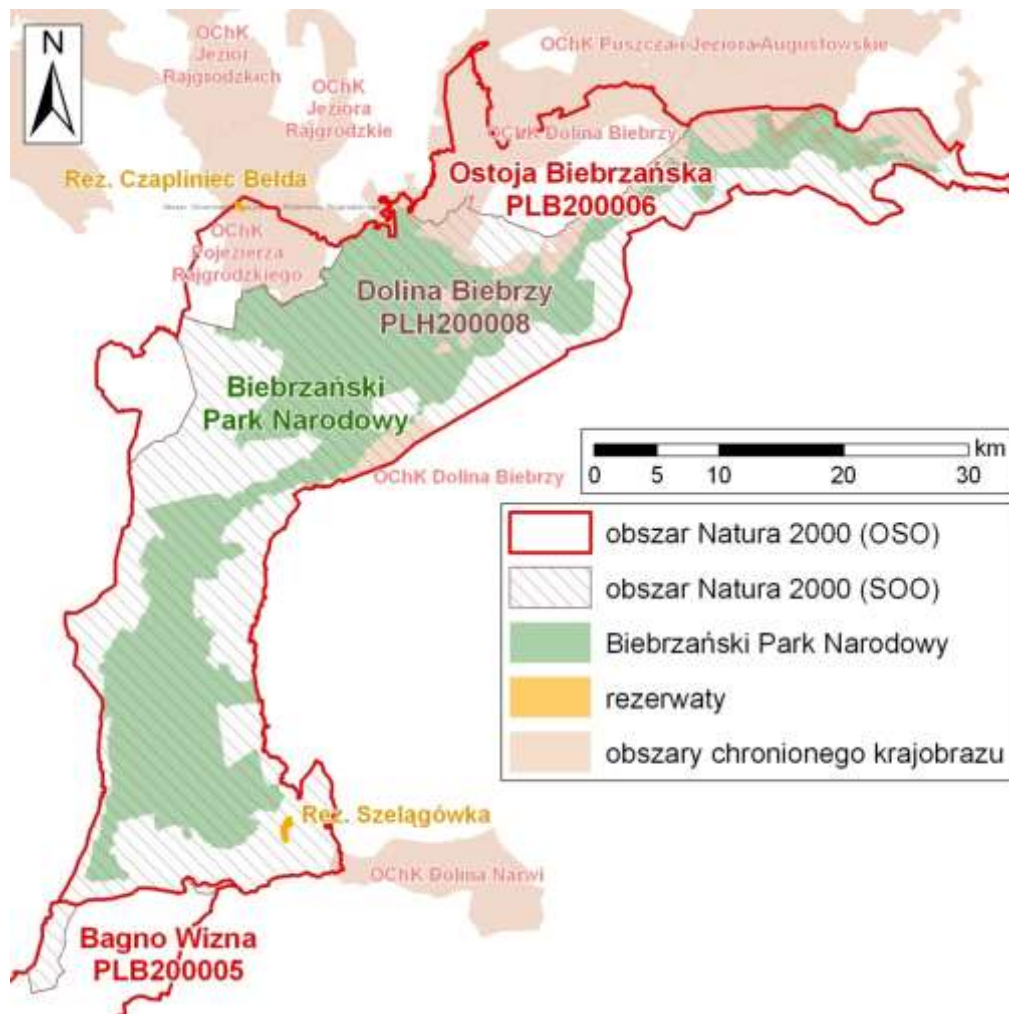 N
OChK
Jezior
Rajgrodzkich
OChK
Jeziora
Rajgrodzkie
OChK Puszcza i Jeziora Augustowskie
OChK Dolina Biebrzy
Rez. Czapliniec Bełda
Ostoja Biebrzańska
PLB200006
OChK
Pojezierza
Rajgrodzkiego
Dolina Biebrzy
PLH200008
Biebrzański
Park Narodowy
OChK Dolina Biebrzy
km
0 5 10 20 30
obszar Natura 2000 (OSO)
obszar Natura 2000 (SOO)
Biebrzański Park Narodowy
rezerwaty
obszary chronionego krajobrazu
Rez. Szelągówka
OChK Dolina Narwi
Bagno Wizna
PLB200005